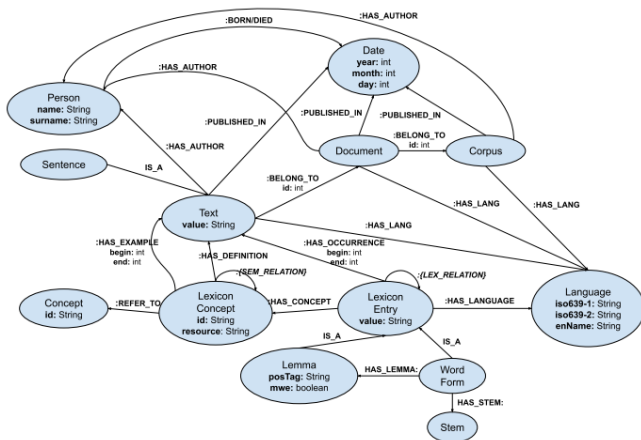 :HAS_AUTHOR
:BORN/DIED
Date
year: int
month: int
day: int
:HAS_AUTHOR
Person
name: String
surname: String
:PUBLISHED_IN
:PUBLISHED_IN
:PUBLISHED_IN
:HAS_AUTHOR
:BELONG_TO
id: int
Document
Corpus
Sentence
IS_A
:BELONG_TO
id: int
:HAS_LANG
:HAS_LANG
Text
value: String
:HAS_LANG
:HAS_EXAMPLE
begin: int
end: int
:HAS_DEFINITION
:HAS_OCCURRENCE
begin: int
end: int
:{SEM_RELATION}
:{LEX_RELATION}
Concept
id: String
:REFER_TO
Lexicon
Concept
id: String
resource: String
:HAS_CONCEPT
Lexicon
Entry
value: String
:HAS_LANGUAGE
Language
iso639-1: String
iso639-2: String
enName: String
IS_A
IS_A
Lemma
posTag: String
mwe: boolean
HAS_LEMMA:
Word
Form
HAS_STEM:
Stem